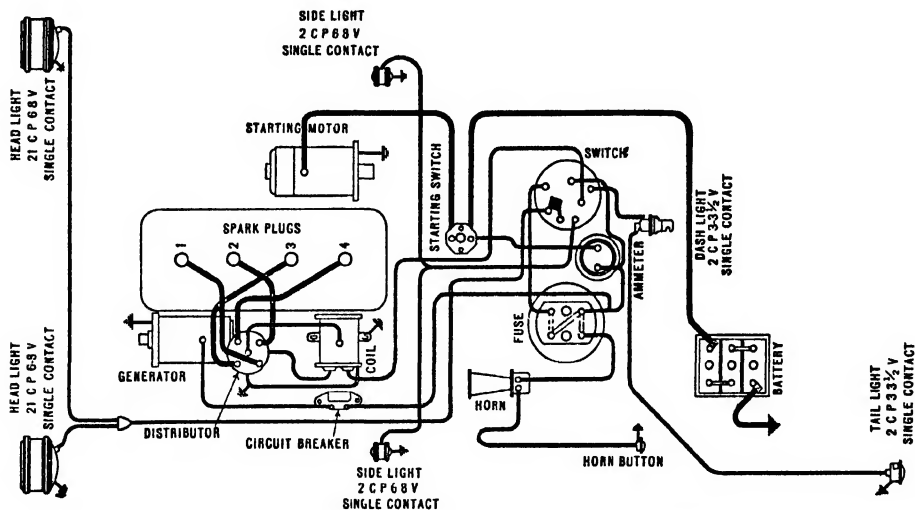 SIDE LIGHT
2 C P 6 8 V
SINGLE CONTACT
HEAD LIGHT
21 C P 6 8 V
SINGLE CONTACT
STARTING MOTOR
STARTING SWITCH
SWITCH
SPARK PLUGS
1
2
3
4
AMMETER
DASH LIGHT
2 C P 3-3½ V
SINGLE CONTACT
FUSE
GENERATOR
COIL
HORN
BATTERY
HEAD LIGHT
21 C P 6-8 V
SINGLE CONTACT
DISTRIBUTOR
CIRCUIT BREAKER
HORN BUTTON
TAIL LIGHT
2 C P 3 3½ V
SINGLE CONTACT
SIDE LIGHT
2 C P 6 8 V
SINGLE CONTACT